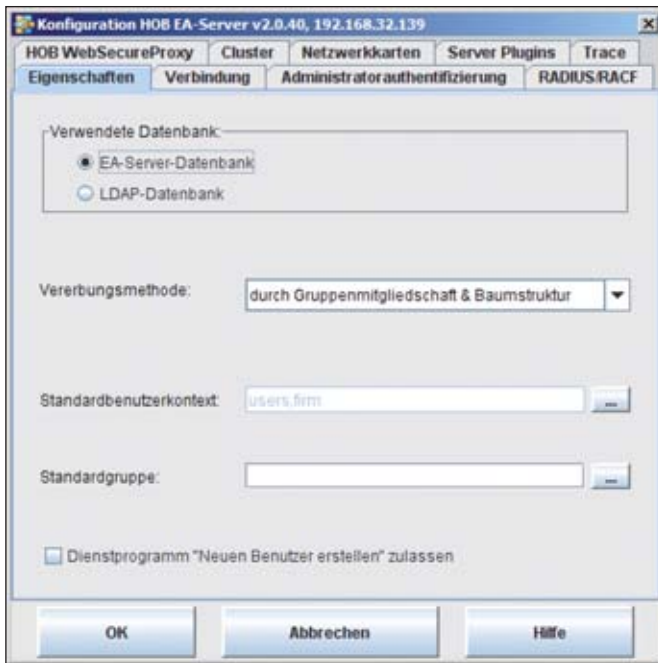 Konfiguration HOB EA-Server v2.0.40, 192.168.32.139
HOB WebSecureProxy Cluster Netzwerkkarten Server Plugins Trace
Eigenschaften Verbindung Administratorauthentifizierung RADIUS/RACF
Verwendete Datenbank:
EA-Server-Datenbank
LDAP-Datenbank
Vererbungsmethode: durch Gruppenmitgliedschaft & Baumstruktur
Standardbenutzerkontext: users.firm ...
Standardgruppe: ...
Dienstprogramm "Neuen Benutzer erstellen" zulassen
OK Abbrechen Hilfe